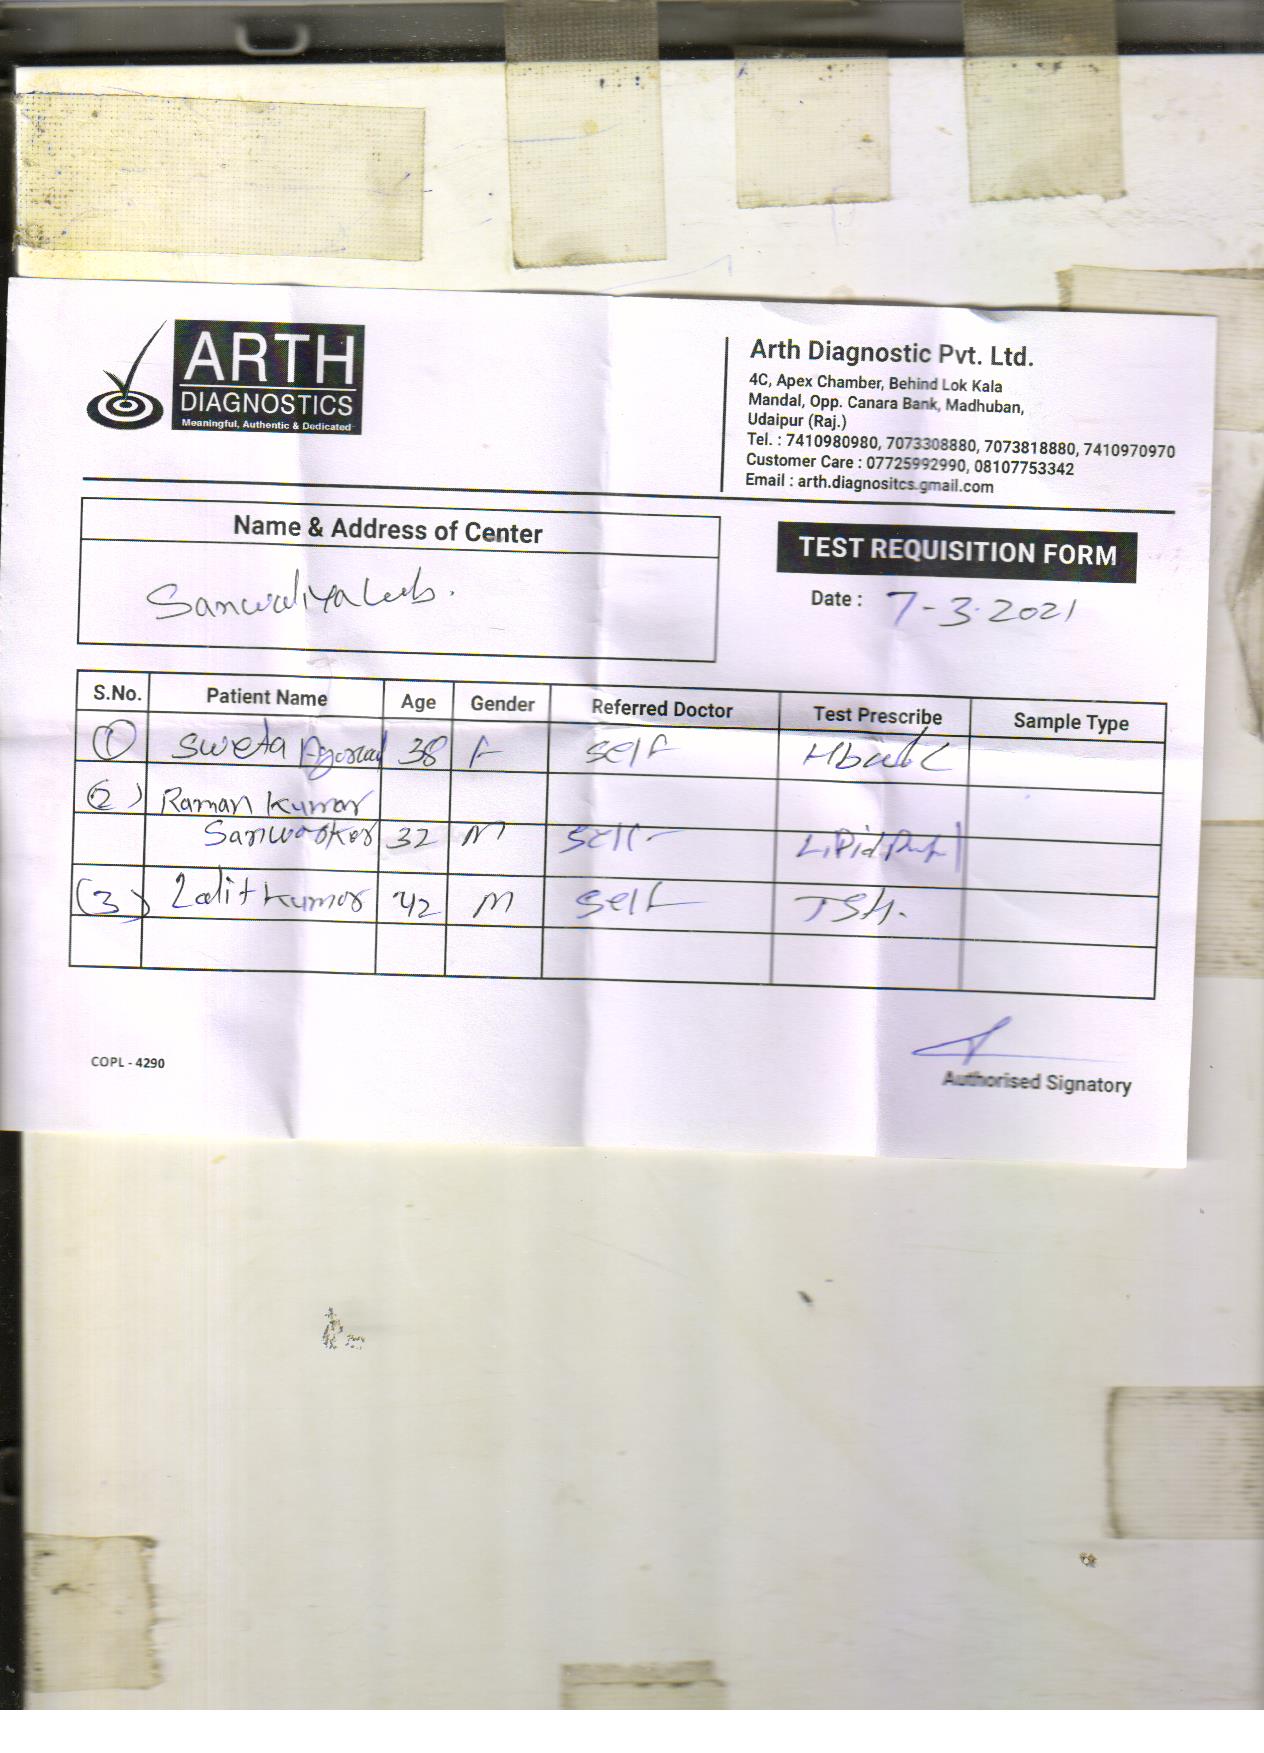 ARTH
DIAGNOSTICS
Meaningful, Authentic & Dedicated
Arth Diagnostic Pvt. Ltd.
4C, Apex Chamber, Behind Lok Kala
Mandal, Opp. Canara Bank, Madhuban,
Udaipur (Raj.)
Tel. : 7410980980, 7073308880, 7073818880, 7410970970
Customer Care : 07725992990, 08107753342
Email : arth.diagnositcs.gmail.com
Name & Address of Center
Sanwaliya Lab.
TEST REQUISITION FORM
Date : 7-3-2021
S.No. Patient Name Age Gender Referred Doctor Test Prescribe Sample Type
(1) Sweta 38 F Self
(2) Raman Kumar
32 M Self Lipid
(3) Lalit Kumar 42 M Self TSH.
COPL - 4290
Authorised Signatory